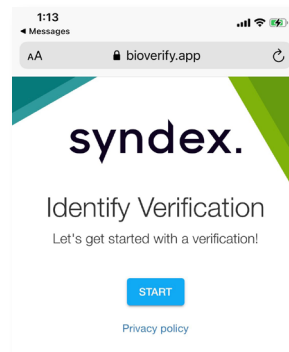 1:13
Messages
AA
bioverify.app
syndex.
Identify Verification
Let's get started with a verification!
START
Privacy policy